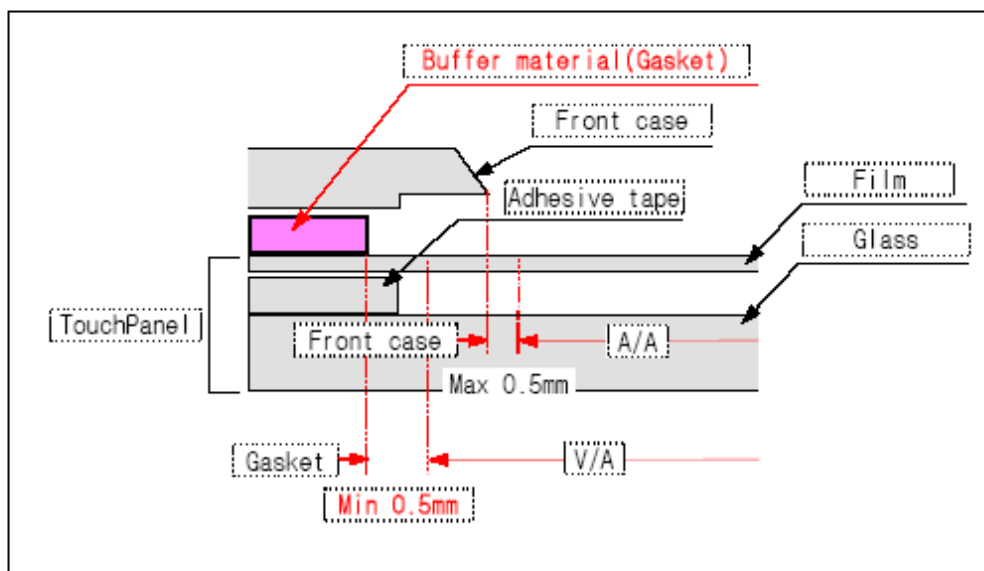 Buffer material(Gasket)
Front case
Film
Adhesive tape
Glass
TouchPanel
Front case
A/A
Max 0.5mm
Gasket
V/A
Min 0.5mm